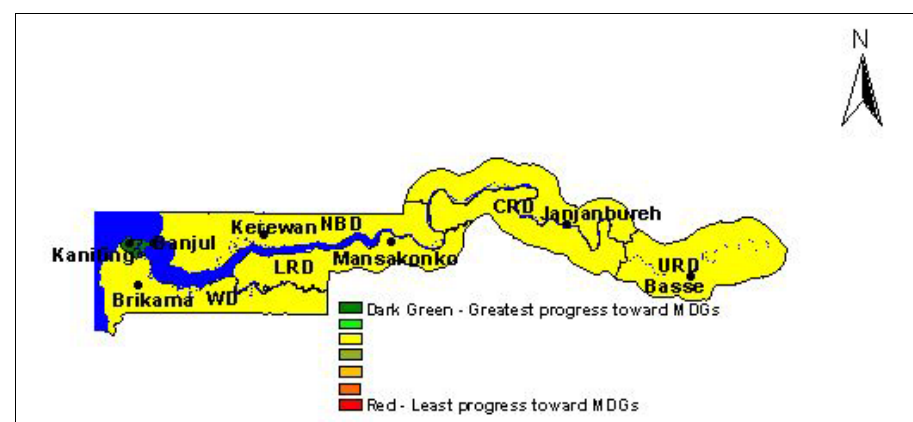 N
CRD
Janjanbureh
Kerewan NBD
Kanifing Banjul
Mansakonko
LRD
URD
Basse
Brikama WD
Dark Green - Greatest progress toward MDGs
Red - Least progress toward MDGs